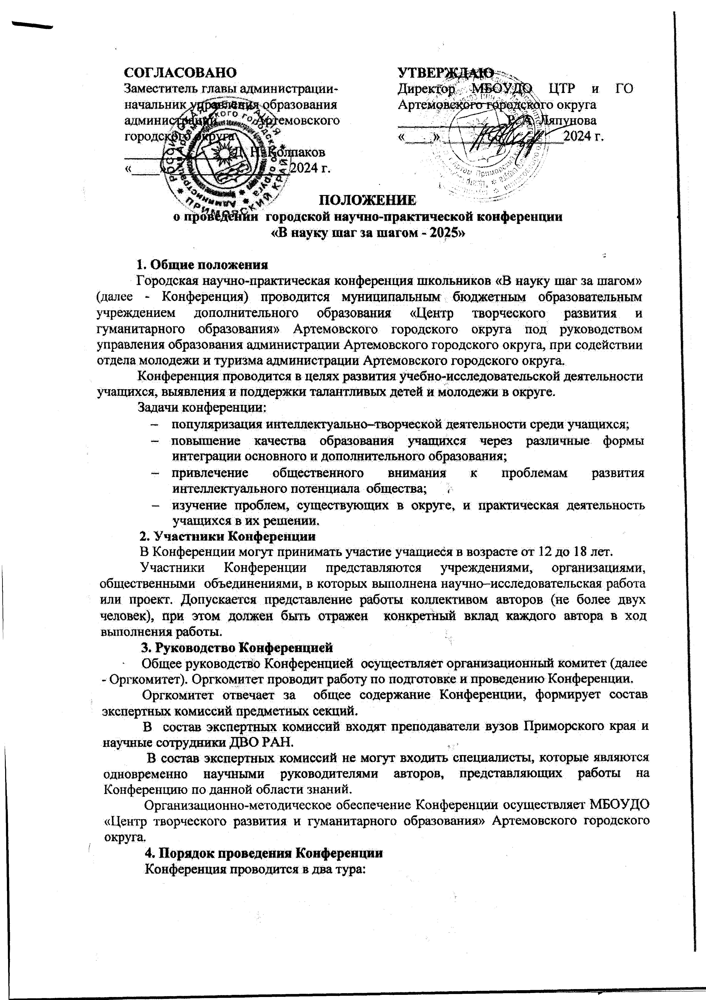 СОГЛАСОВАНО
Заместитель главы администрации-
начальник управления образования
администрации Артемовского
городского округа
Д. Н. Колпаков
«____»____________________2024 г.
УТВЕРЖДАЮ
Директор МБОУДО ЦТР и ГО
Артемовского городского округа
Р. А. Ляпунова
«____»____________________2024 г.
ПОЛОЖЕНИЕ
о проведении городской научно-практической конференции
«В науку шаг за шагом - 2025»
1. Общие положения
Городская научно-практическая конференция школьников «В науку шаг за шагом»
(далее - Конференция) проводится муниципальным бюджетным образовательным
учреждением дополнительного образования «Центр творческого развития и
гуманитарного образования» Артемовского городского округа под руководством
управления образования администрации Артемовского городского округа, при содействии
отдела молодежи и туризма администрации Артемовского городского округа.
Конференция проводится в целях развития учебно-исследовательской деятельности
учащихся, выявления и поддержки талантливых детей и молодежи в округе.
Задачи конференции:
– популяризация интеллектуально–творческой деятельности среди учащихся;
– повышение качества образования учащихся через различные формы
интеграции основного и дополнительного образования;
– привлечение общественного внимания к проблемам развития
интеллектуального потенциала общества;
– изучение проблем, существующих в округе, и практическая деятельность
учащихся в их решении.
2. Участники Конференции
В Конференции могут принимать участие учащиеся в возрасте от 12 до 18 лет.
Участники Конференции представляются учреждениями, организациями,
общественными объединениями, в которых выполнена научно–исследовательская работа
или проект. Допускается представление работы коллективом авторов (не более двух
человек), при этом должен быть отражен конкретный вклад каждого автора в ход
выполнения работы.
3. Руководство Конференцией
Общее руководство Конференцией осуществляет организационный комитет (далее
- Оргкомитет). Оргкомитет проводит работу по подготовке и проведению Конференции.
Оргкомитет отвечает за общее содержание Конференции, формирует состав
экспертных комиссий предметных секций.
В состав экспертных комиссий входят преподаватели вузов Приморского края и
научные сотрудники ДВО РАН.
В состав экспертных комиссий не могут входить специалисты, которые являются
одновременно научными руководителями авторов, представляющих работы на
Конференцию по данной области знаний.
Организационно-методическое обеспечение Конференции осуществляет МБОУДО
«Центр творческого развития и гуманитарного образования» Артемовского городского
округа.
4. Порядок проведения Конференции
Конференция проводится в два тура: